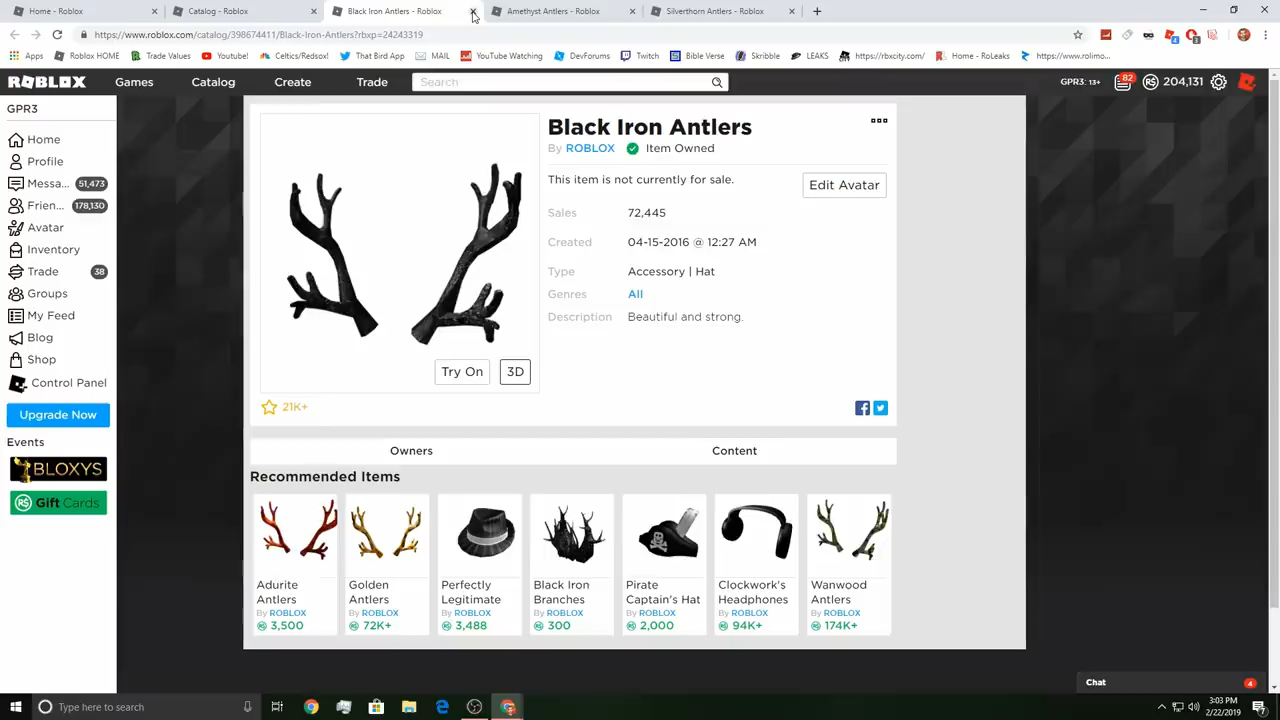 Home - Roblox
Catalog - Roblox
Black Iron Antlers - Roblox
Amethyst Antlers - Roblox
Silverthorn Antlers - Roblox
https://www.roblox.com/catalog/398674411/Black-Iron-Antlers?rbxp=24243319
Apps
Roblox HOME
Trade Values
Youtube!
Celtics/Redsox!
That Bird App
MAIL
YouTube Watching
DevForums
Twitch
Bible Verse
Skribble
LEAKS
https://rbxcity.com/
Home - RoLeaks
https://www.rolimo...
ROBLOX
Games
Catalog
Create
Trade
Search
GPR3: 13+
82
204,131
GPR3
Home
Profile
Messa... 51,473
Frien... 178,130
Avatar
Inventory
Trade 38
Groups
My Feed
Blog
Shop
Control Panel
Upgrade Now
Events
BLOXYS
Gift Cards
Black Iron Antlers
By ROBLOX Item Owned
This item is not currently for sale.
Edit Avatar
Sales 72,445
Created 04-15-2016 @ 12:27 AM
Type Accessory | Hat
Genres All
Description Beautiful and strong.
Try On
3D
21K+
Owners
Content
Recommended Items
Adurite
Antlers
By ROBLOX
3,500
Golden
Antlers
By ROBLOX
72K+
Perfectly
Legitimate
By ROBLOX
3,488
Black Iron
Branches
By ROBLOX
300
Pirate
Captain's Hat
By ROBLOX
2,000
Clockwork's
Headphones
By ROBLOX
94K+
Wanwood
Antlers
By ROBLOX
174K+
Chat 4
Type here to search
3:03 PM
2/22/2019